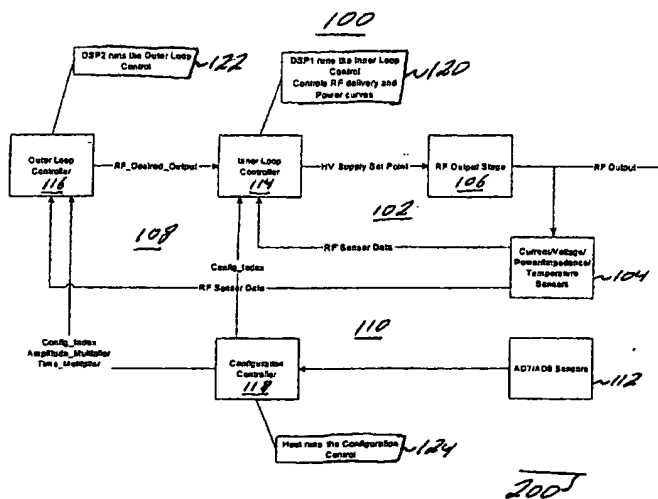 100
DSP2 runs the Outer Loop
Control
122
DSP1 runs the Inner Loop
Control
Controls RF delivery and
Power curves
120
Outer Loop
Controller
116
RF_Desired_Output
Inner Loop
Controller
114
HV Supply Set Point
RF Output Stage
106
RF Output
102
108
RF Sensor Data
Config_Index
RF Sensor Data
Current/Voltage/
Power/Impedance/
Temperature
Sensors
104
110
Config_Index
Amplitude_Multiplier
Time_Multiplier
Configuration
Controller
118
AD7/AD8 Sensors
112
Host runs the Configuration
Control
124
200